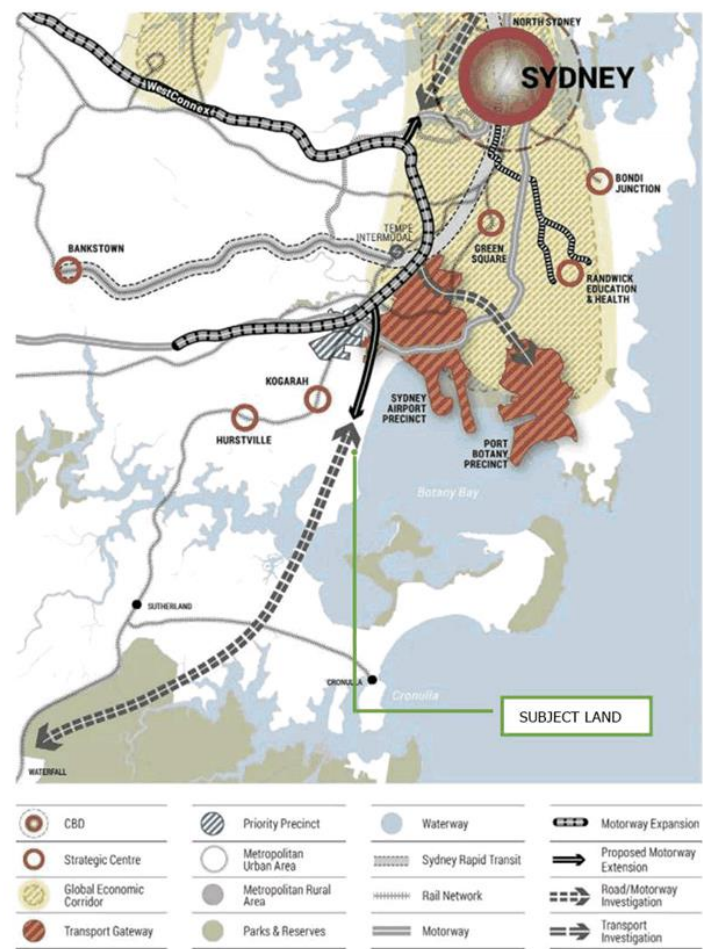 NORTH SYDNEY
SYDNEY
WestConnex
BONDI
JUNCTION
TEMPE
INTERMODAL
GREEN
SQUARE
BANKSTOWN
RANDWICK
EDUCATION
& HEALTH
KOGARAH
SYDNEY
AIRPORT
PRECINCT
HURSTVILLE
PORT
BOTANY
PRECINCT
Botany Bay
SUTHERLAND
CRONULLA
Cronulla
SUBJECT LAND
WATERFALL
CBD
Priority Precinct
Waterway
Motorway Expansion
Strategic Centre
Metropolitan
Urban Area
Sydney Rapid Transit
Proposed Motorway
Extension
Global Economic
Corridor
Metropolitan Rural
Area
Rail Network
Road/Motorway
Investigation
Transport Gateway
Parks & Reserves
Motorway
Transport
Investigation